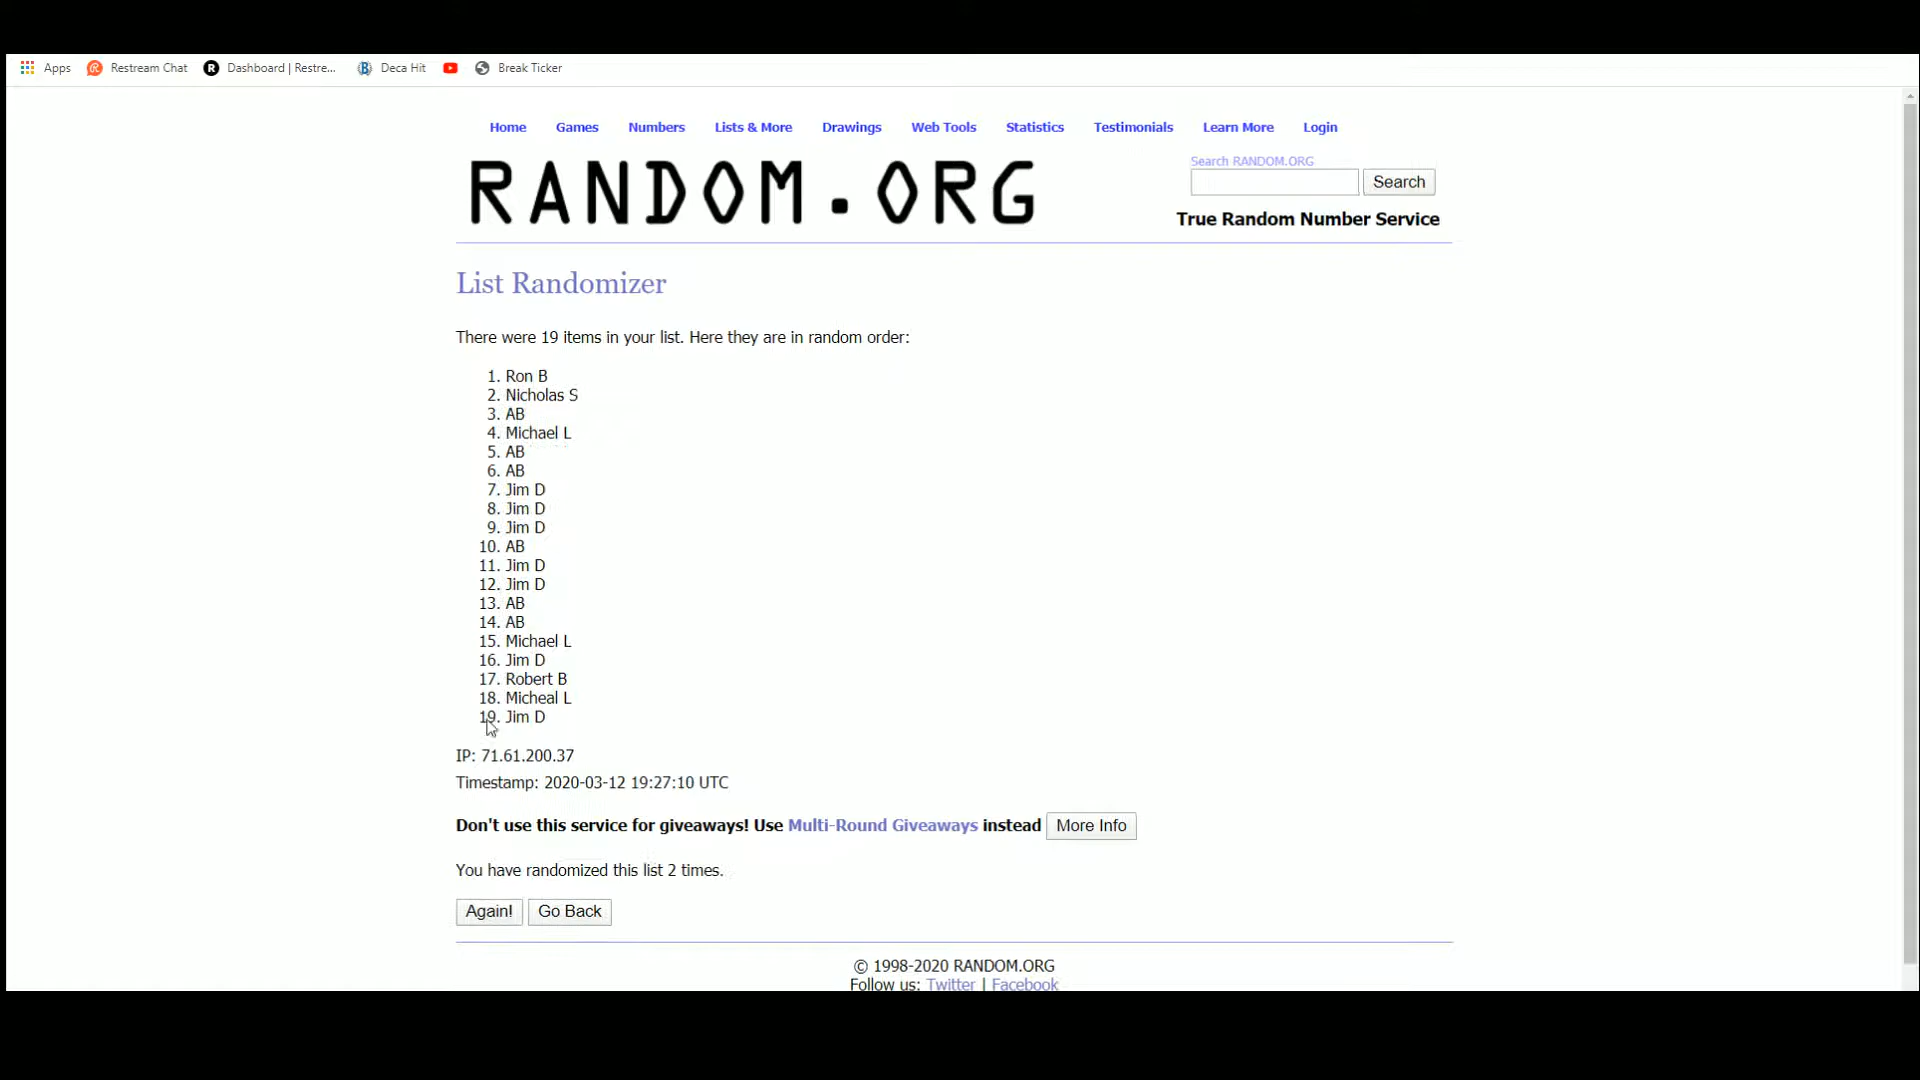 Apps Restream Chat Dashboard | Restre... Deca Hit Break Ticker
Home Games Numbers Lists & More Drawings Web Tools Statistics Testimonials Learn More Login
RANDOM.ORG
Search RANDOM.ORG
Search
True Random Number Service
List Randomizer
There were 19 items in your list. Here they are in random order:
1. Ron B
2. Nicholas S
3. AB
4. Michael L
5. AB
6. AB
7. Jim D
8. Jim D
9. Jim D
10. AB
11. Jim D
12. Jim D
13. AB
14. AB
15. Michael L
16. Jim D
17. Robert B
18. Micheal L
19. Jim D
IP: 71.61.200.37
Timestamp: 2020-03-12 19:27:10 UTC
Don't use this service for giveaways! Use Multi-Round Giveaways instead More Info
You have randomized this list 2 times.
Again! Go Back
© 1998-2020 RANDOM.ORG
Follow us: Twitter | Facebook